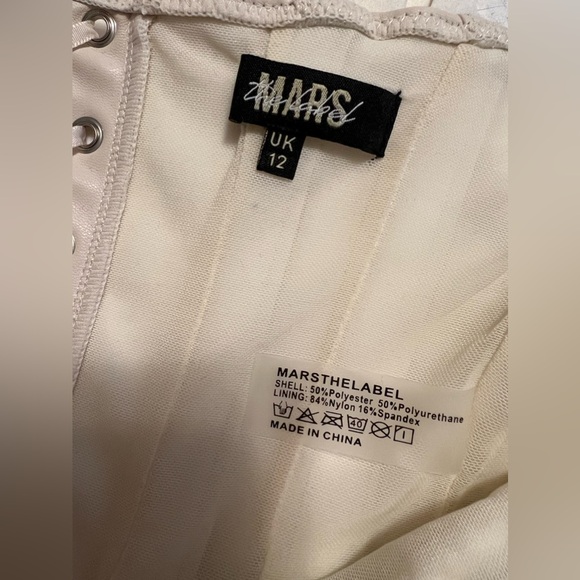 MARS
the label
UK
12
MARSTHELABEL
SHELL: 50%Polyester 50%Polyurethane
LINING: 84%Nylon 16%Spandex
40
MADE IN CHINA